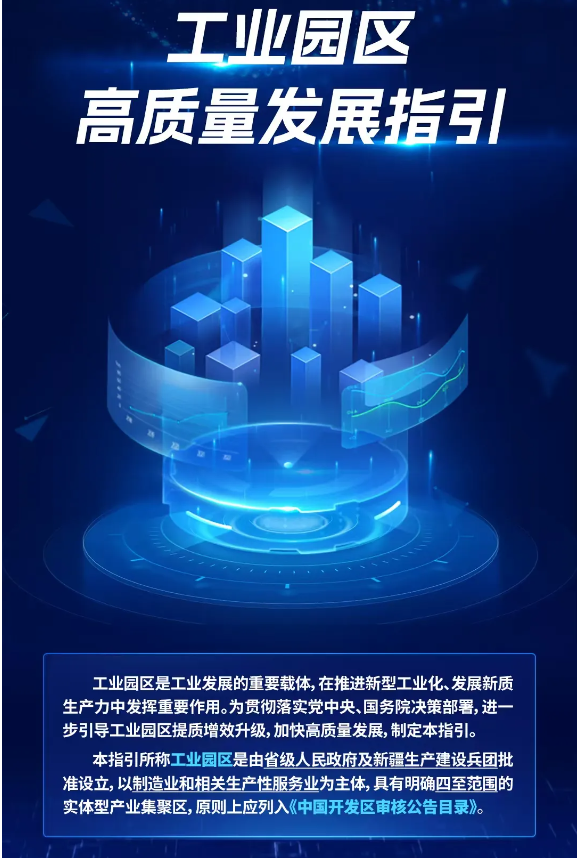 工业园区
高质量发展指引
工业园区是工业发展的重要载体,在推进新型工业化、发展新质
生产力中发挥重要作用。为贯彻落实党中央、国务院决策部署,进一
步引导工业园区提质增效升级,加快高质量发展,制定本指引。
本指引所称工业园区是由省级人民政府及新疆生产建设兵团批
准设立,以制造业和相关生产性服务业为主体,具有明确四至范围的
实体型产业集聚区,原则上应列入《中国开发区审核公告目录》。